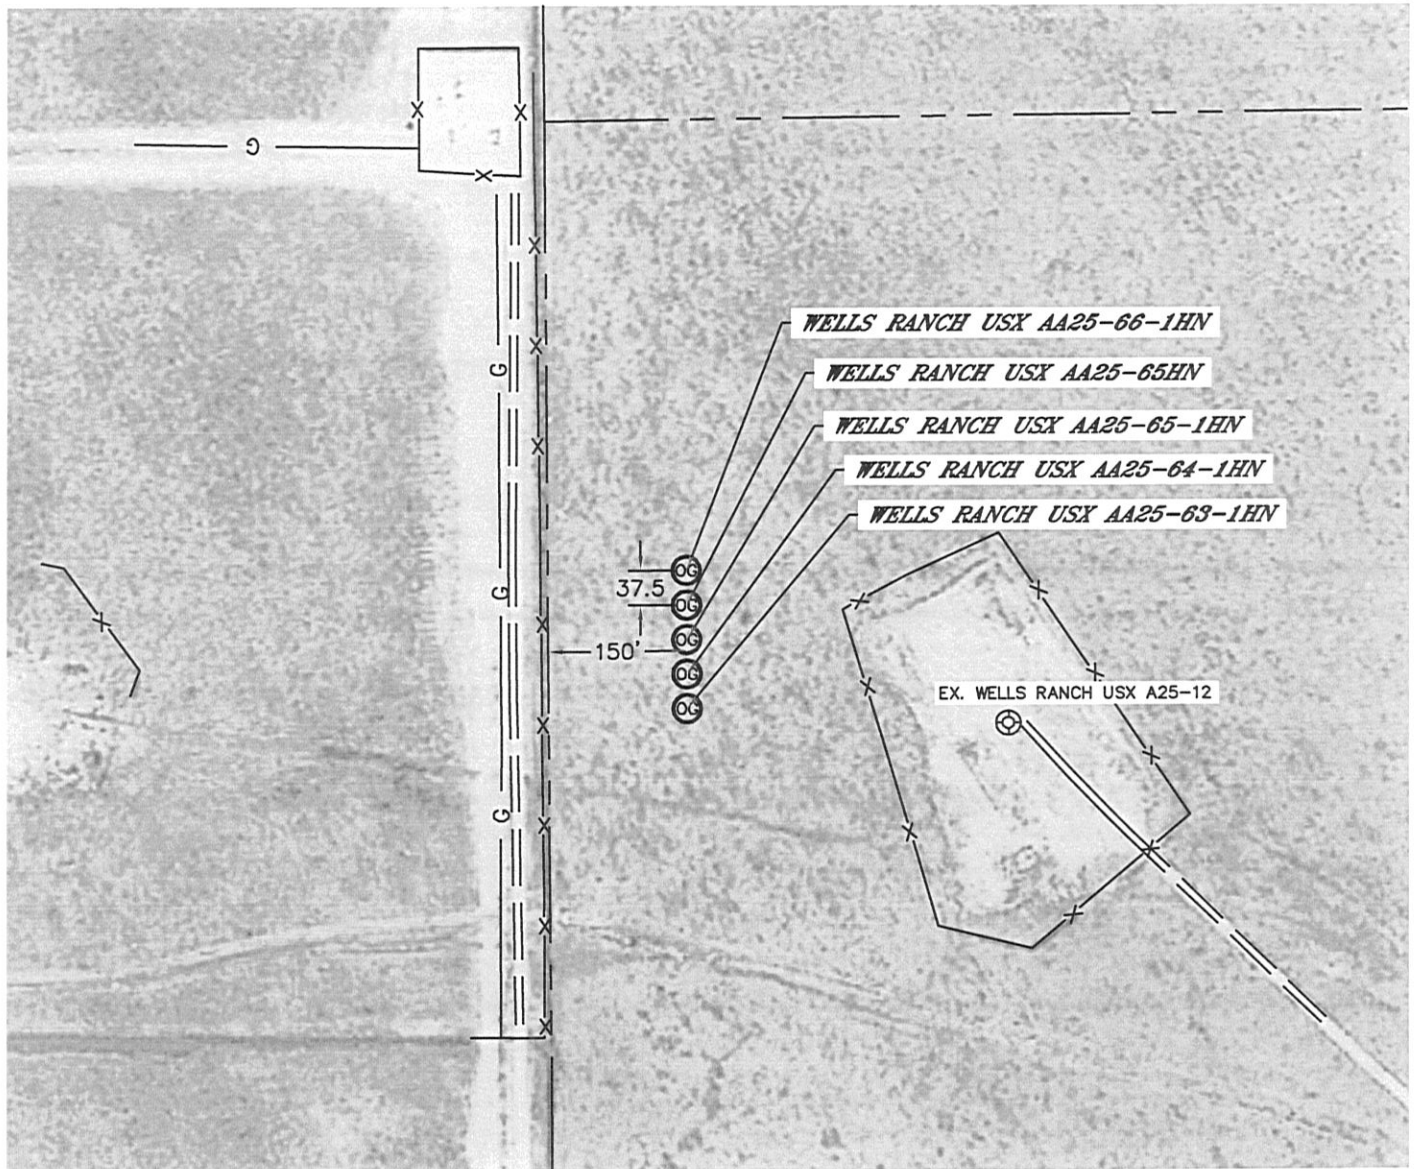 G
WELLS RANCH USX AA25-66-1HN
G
WELLS RANCH USX AA25-65HN
WELLS RANCH USX AA25-65-1HN
WELLS RANCH USX AA25-64-1HN
WELLS RANCH USX AA25-63-1HN
OG
37.5
G
OG
OG
150'
OG
EX. WELLS RANCH USX A25-12
OG
G